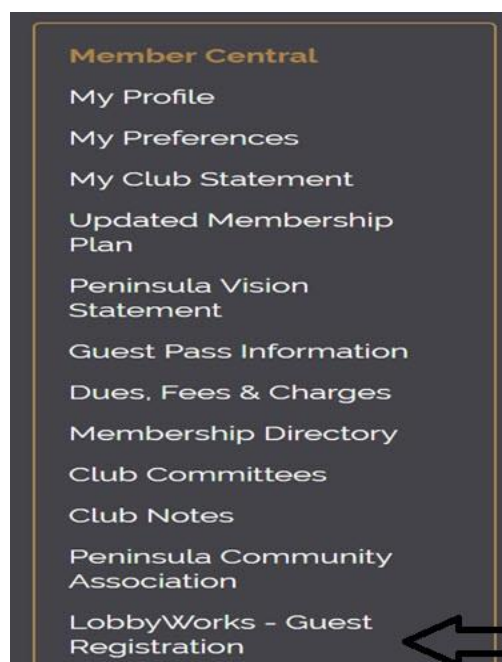 Member Central
My Profile
My Preferences
My Club Statement
Updated Membership
Plan
Peninsula Vision
Statement
Guest Pass Information
Dues, Fees & Charges
Membership Directory
Club Committees
Club Notes
Peninsula Community
Association
LobbyWorks - Guest
Registration